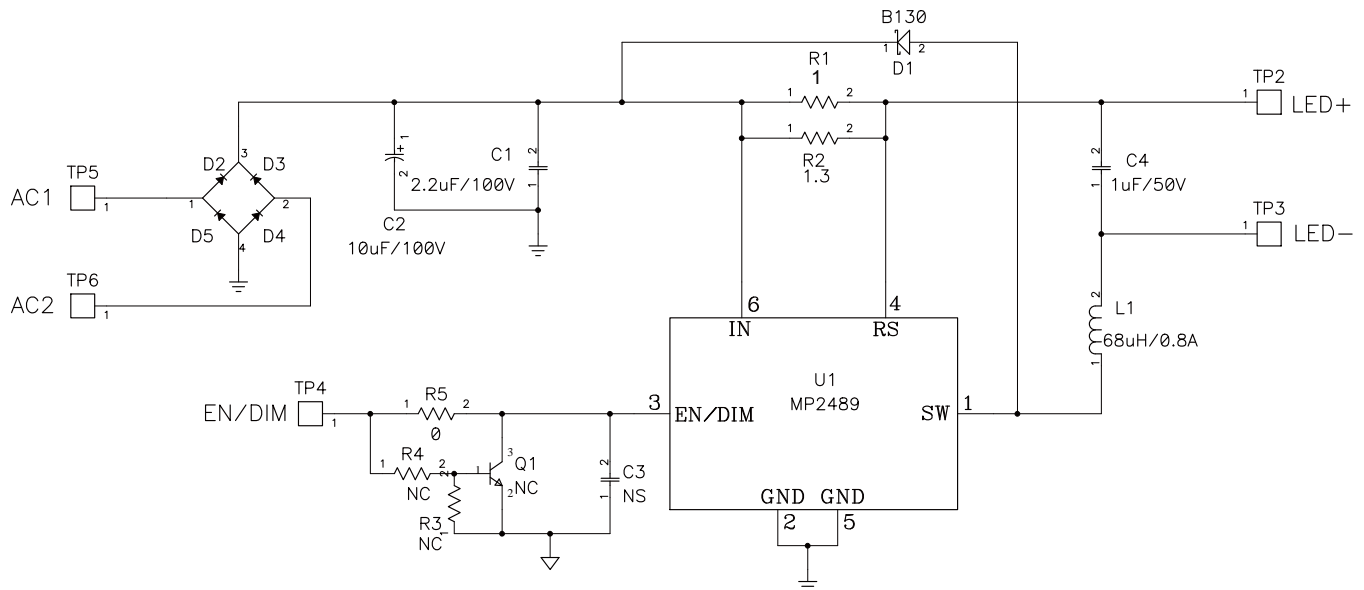 B130
1 2
D1
R1
1
1 2
TP2
1 LED+
1 2
R2
1.3
3
D2 D3
1 2
D5 D4
4
TP5
AC1
1
TP6
AC2
1
1
+
2
C2
10uF/100V
C1
2
1
2.2uF/100V
2
C4
1
1uF/50V
TP3
1 LED-
2
L1
68uH/0.8A
1
6
IN
4
RS
U1
MP2489
3
EN/DIM
SW
1
GND GND
2 5
TP4
EN/DIM
1
R5
1 2
0
R4
1 2
NC
2
R3
NC
1
3
1
Q1
NC
2
2
C3
1
NS